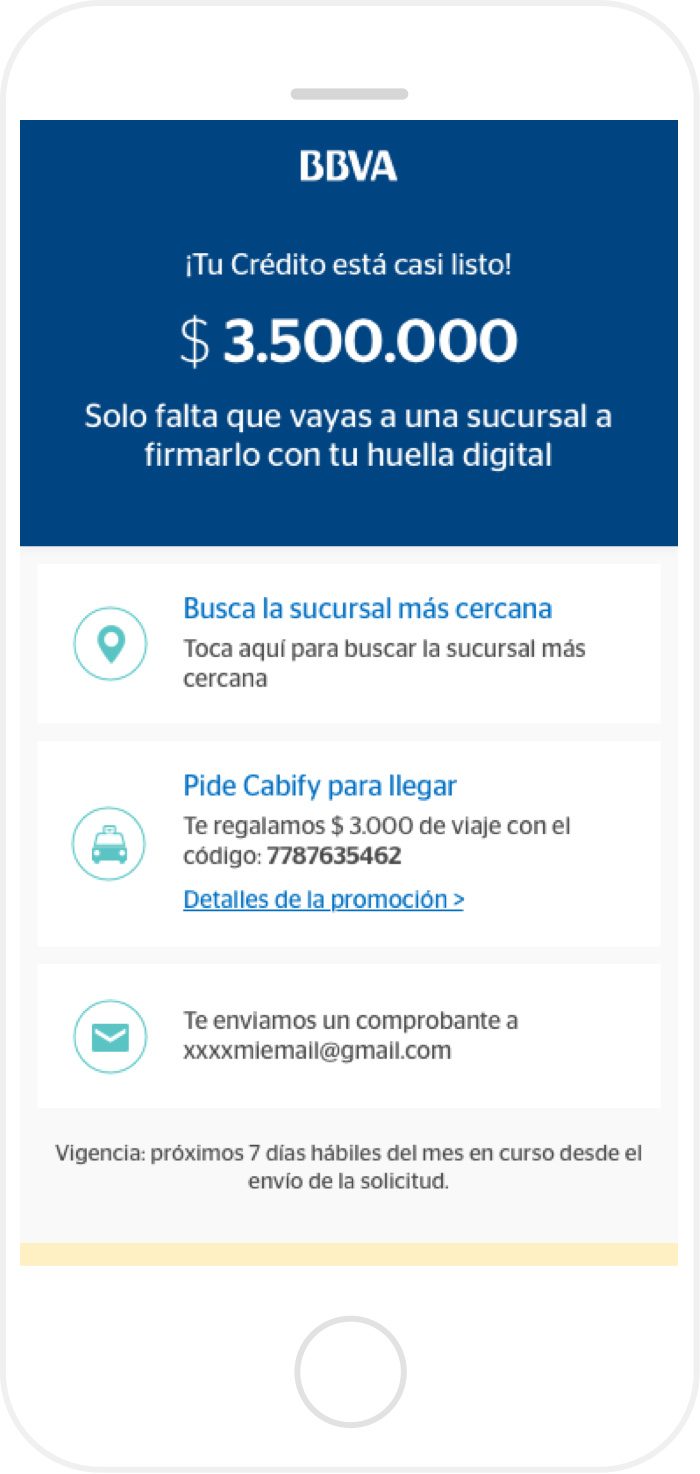 BBVA
¡Tu Crédito está casi listo!
$ 3.500.000
Solo falta que vayas a una sucursal a
firmarlo con tu huella digital
Busca la sucursal más cercana
Toca aquí para buscar la sucursal más
cercana
Pide Cabify para llegar
Te regalamos $ 3.000 de viaje con el
código: 7787635462
Detalles de la promoción >
Te enviamos un comprobante a
xxxxmiemail@gmail.com
Vigencia: próximos 7 días hábiles del mes en curso desde el
envío de la solicitud.